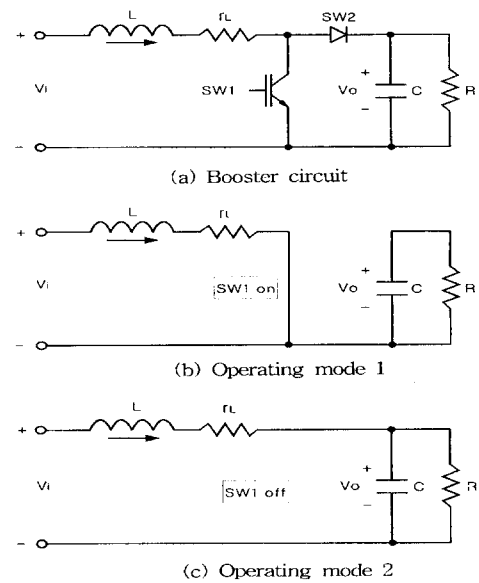 L rL SW2
+
SW1 Vo + C R
Vi −
−
(a) Booster circuit
L rL
+
+
Vi SW1 on Vo C R
−
−
(b) Operating mode 1
L rL
+
+
Vi SW1 off Vo C R
−
−
(c) Operating mode 2